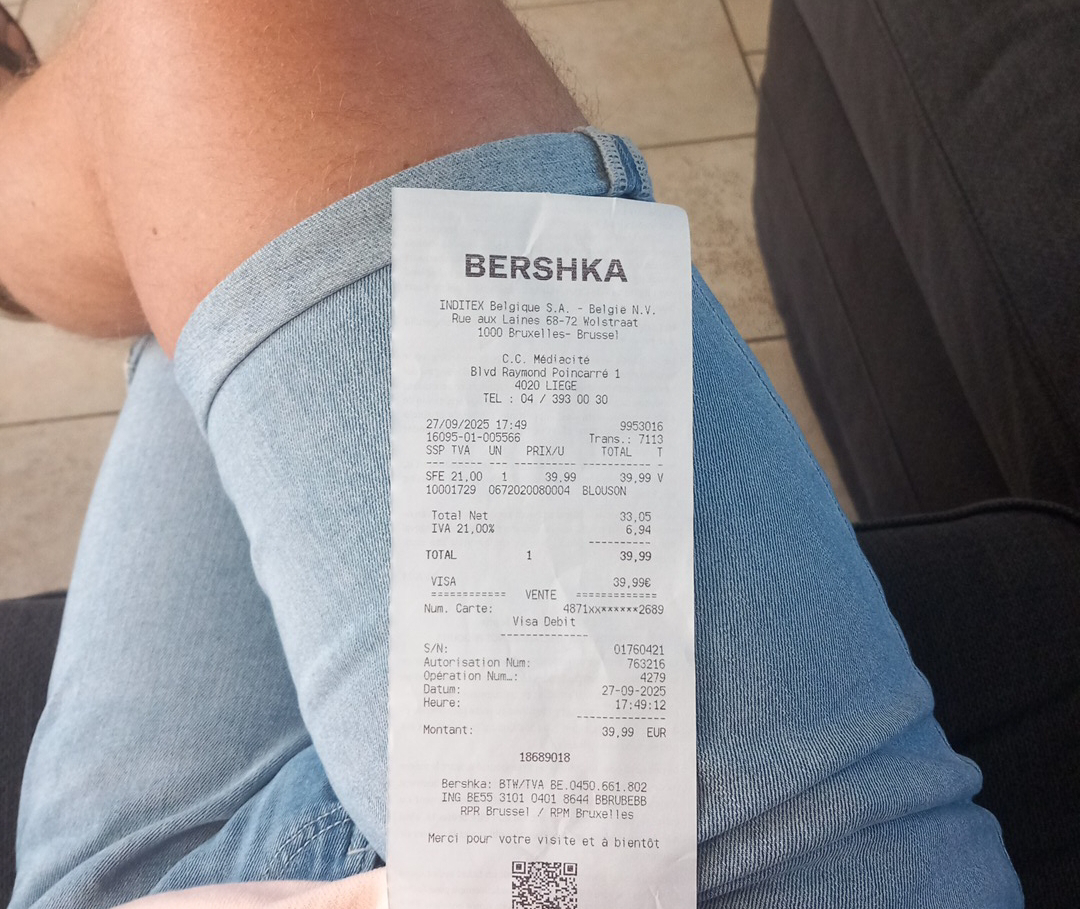 BERSHKA
INDITEX Belgique S.A. - België N.V.
Rue aux Laines 68-72 Wolstraat
1000 Bruxelles- Brussel
C.C. Médiacité
Blvd Raymond Poincarré 1
4020 LIEGE
TEL : 04 / 393 00 30
27/09/2025 17:49 9953016
16095-01-005566 Trans.: 7113
SSP TVA UN PRIX/U TOTAL T
--- ----- --- ---------- ----------- -
SFE 21,00 1 39,99 39,99 V
10001729 0672020080004 BLOUSON
Total Net 33,05
IVA 21,00% 6,94
----------
TOTAL 1 39,99
VISA 39,99€
============ VENTE =============
Num. Carte: 4871xx******2689
Visa Debit
-------------
S/N: 01760421
Autorisation Num: 763216
Opération Num…: 4279
Datum: 27-09-2025
Heure: 17:49:12
-------------
Montant: 39,99 EUR
18689018
Bershka: BTW/TVA BE.0450.661.802
ING BE55 3101 0401 8644 BBRUBEBB
RPR Brussel / RPM Bruxelles
Merci pour votre visite et à bientôt